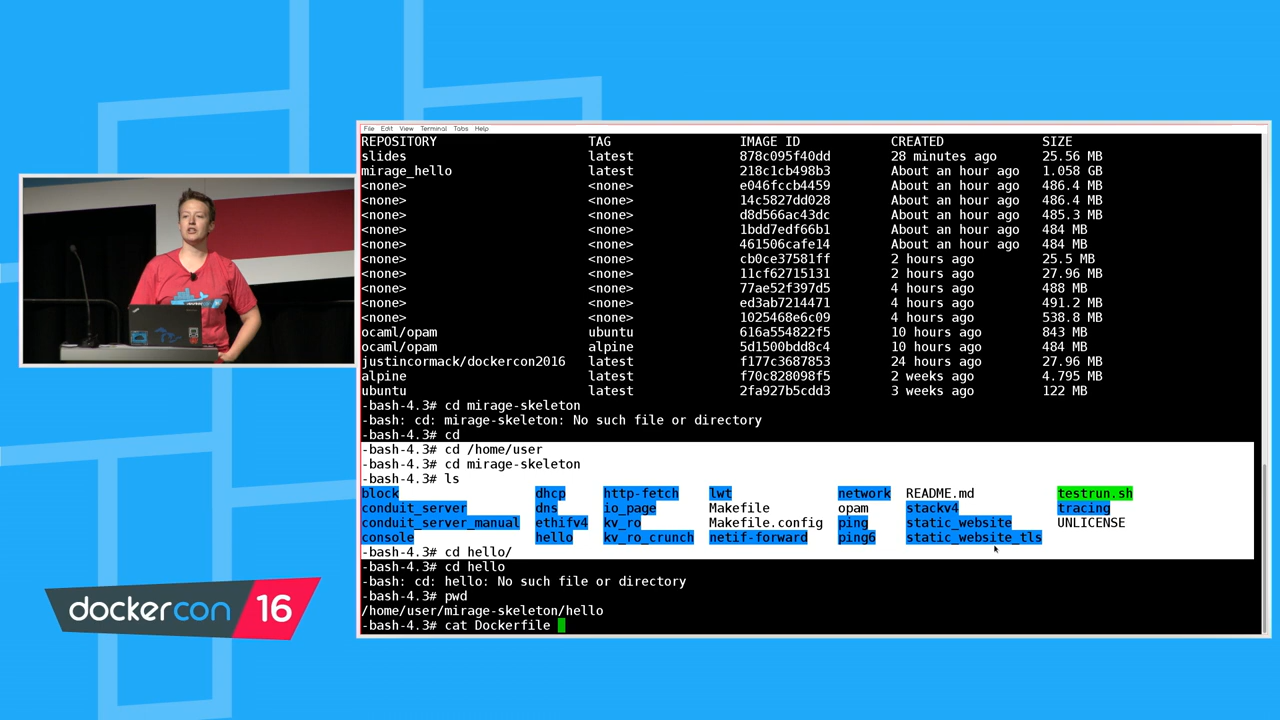 File Edit View Terminal Tabs Help
REPOSITORY TAG IMAGE ID CREATED SIZE
slides latest 878c095f40dd 28 minutes ago 25.56 MB
mirage_hello latest 218c1cb498b3 About an hour ago 1.058 GB
<none> <none> e046fccb4459 About an hour ago 486.4 MB
<none> <none> 14c5827dd028 About an hour ago 486.4 MB
<none> <none> d8d566ac43dc About an hour ago 485.3 MB
<none> <none> 1bdd7edf66b1 About an hour ago 484 MB
<none> <none> 461506cafe14 About an hour ago 484 MB
<none> <none> cb0ce37581ff 2 hours ago 25.5 MB
<none> <none> 11cf62715131 2 hours ago 27.96 MB
<none> <none> 77ae52f397d5 4 hours ago 488 MB
<none> <none> ed3ab7214471 4 hours ago 491.2 MB
<none> <none> 1025468e6c09 4 hours ago 538.8 MB
ocaml/opam ubuntu 616a554822f5 10 hours ago 843 MB
ocaml/opam alpine 5d1500bdd8c4 10 hours ago 484 MB
justincormack/dockercon2016 latest f177c3687853 24 hours ago 27.96 MB
alpine latest f70c828098f5 2 weeks ago 4.795 MB
ubuntu latest 2fa927b5cdd3 3 weeks ago 122 MB
-bash-4.3# cd mirage-skeleton
-bash: cd: mirage-skeleton: No such file or directory
-bash-4.3# cd
-bash-4.3# cd /home/user
-bash-4.3# cd mirage-skeleton
-bash-4.3# ls
block dhcp http-fetch lwt network README.md testrun.sh
conduit_server dns io_page Makefile opam stackv4 tracing
conduit_server_manual ethifv4 kv_ro Makefile.config ping static_website UNLICENSE
console hello kv_ro_crunch netif-forward ping6 static_website_tls
-bash-4.3# cd hello/
-bash-4.3# cd hello
-bash: cd: hello: No such file or directory
-bash-4.3# pwd
/home/user/mirage-skeleton/hello
-bash-4.3# cat Dockerfile
dockercon 16